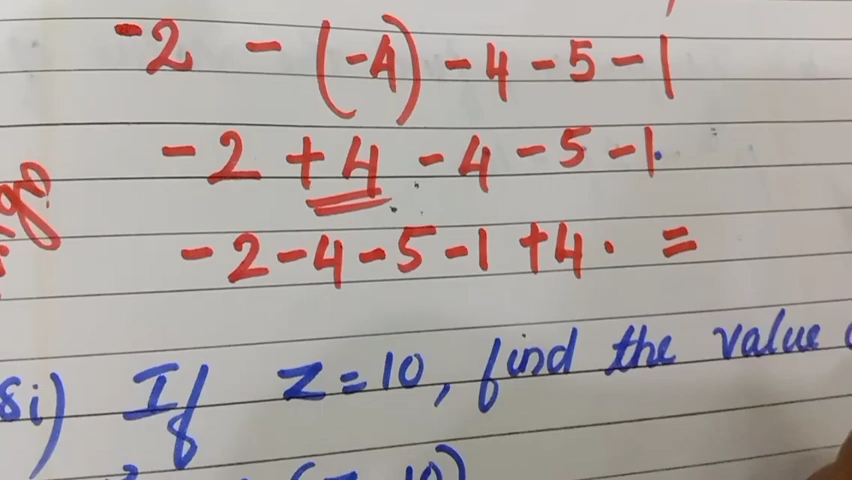 -2 - (-4) - 4 - 5 - 1
-2 + 4 - 4 - 5 - 1.
-2 - 4 - 5 - 1 + 4. =
8i) If z = 10, find the value
10)